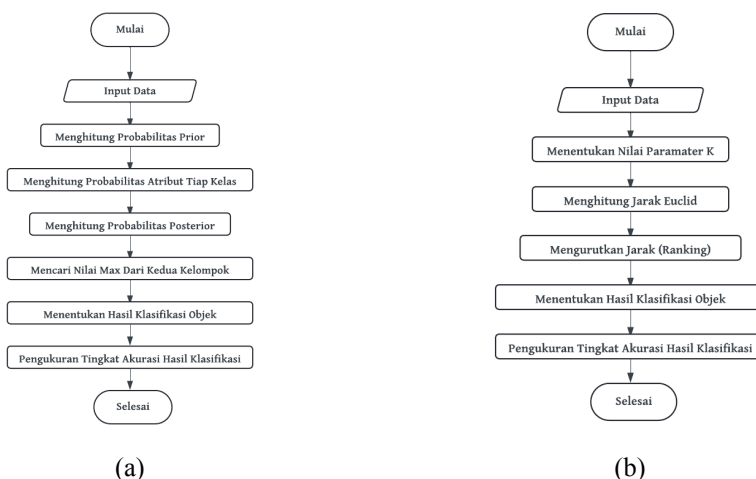 Mulai
Input Data
Menghitung Probabilitas Prior
Menghitung Probabilitas Atribut Tiap Kelas
Menghitung Probabilitas Posterior
Mencari Nilai Max Dari Kedua Kelompok
Menentukan Hasil Klasifikasi Objek
Pengukuran Tingkat Akurasi Hasil Klasifikasi
Selesai
(a)
Mulai
Input Data
Menentukan Nilai Paramater K
Menghitung Jarak Euclid
Mengurutkan Jarak (Ranking)
Menentukan Hasil Klasifikasi Objek
Pengukuran Tingkat Akurasi Hasil Klasifikasi
Selesai
(b)